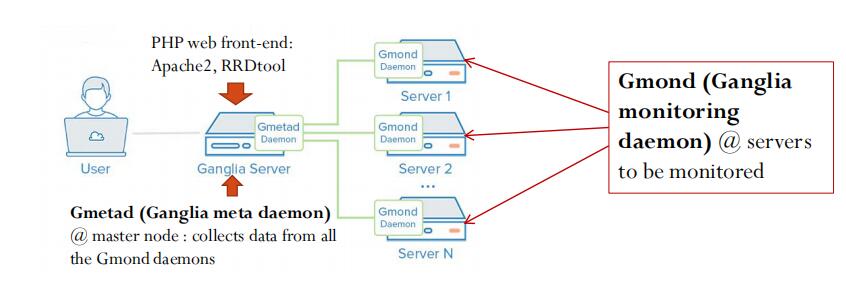 PHP web front-end:
Apache2, RRDtool
Gmond
Daemon
Server 1
Gmetad
Daemon
Gmond
Daemon
User
Ganglia Server
Server 2
...
Gmond
Daemon
Server N
Gmetad (Ganglia meta daemon)
@ master node : collects data from all
the Gmond daemons
Gmond (Ganglia
monitoring
daemon) @ servers
to be monitored